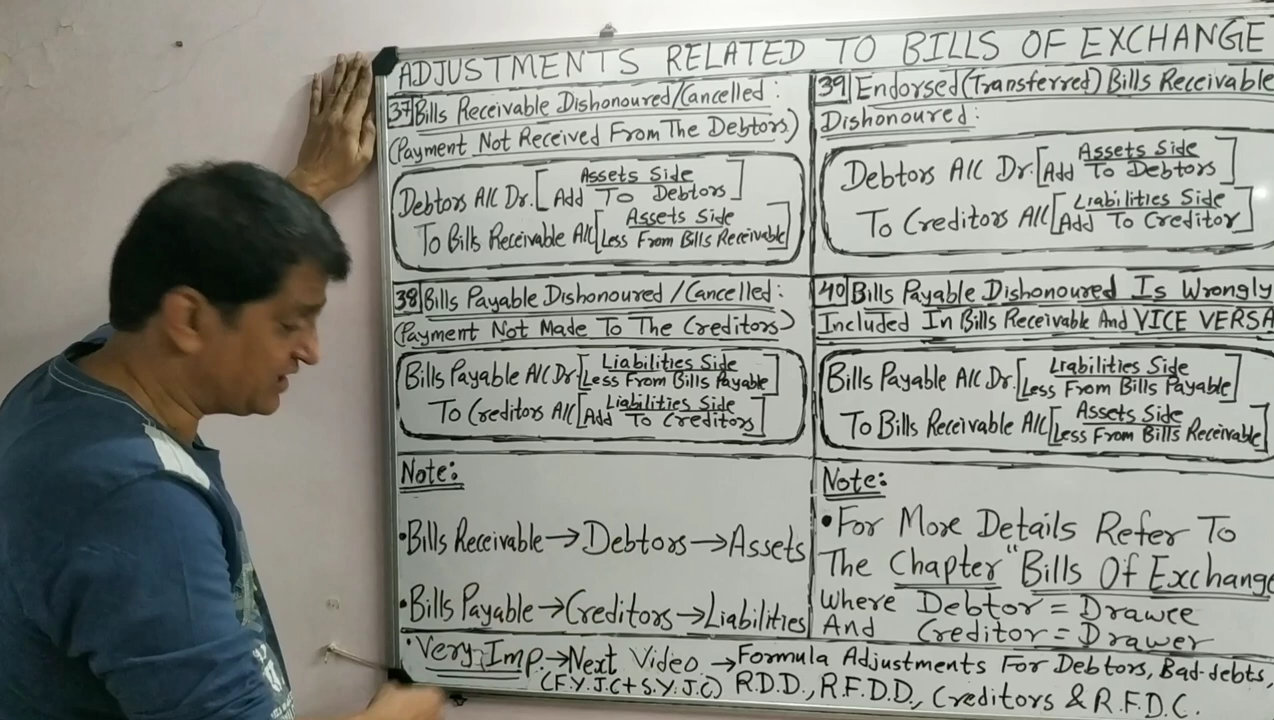 ADJUSTMENTS RELATED TO BILLS OF EXCHANGE
37 Bills Receivable Dishonoured/Cancelled:
(Payment Not Received From The Debtors)
Debtors A/C Dr. [Assets Side
Add To Debtors]
To Bills Receivable A/C [Assets Side
Less From Bills Receivable]
38 Bills Payable Dishonoured/Cancelled:
(Payment Not Made To The Creditors)
Bills Payable A/C Dr. [Liabilities Side
Less From Bills Payable]
To Creditors A/C [Liabilities Side
Add To Creditors]
Note:
•Bills Receivable→Debtors→Assets
•Bills Payable→Creditors→Liabilities
39 Endorsed (Transferred) Bills Receivable
Dishonoured:
Debtors A/C Dr. [Assets Side
Add To Debtors]
To Creditors A/C [Liabilities Side
Add To Creditor]
40 Bills Payable Dishonoured Is Wrongly
Included In Bills Receivable And VICE VERSA
Bills Payable A/C Dr. [Liabilities Side
Less From Bills Payable]
To Bills Receivable A/C [Assets Side
Less From Bills Receivable]
Note:
•For More Details Refer To
The Chapter "Bills Of Exchange
Where Debtor = Drawee
And Creditor = Drawer
•Very Imp.→Next Video →Formula Adjustments For Debtors, Bad-debts,
(F.Y.J.C+S.Y.J.C) R.D.D., R.F.D.D., Creditors & R.F.D.C.